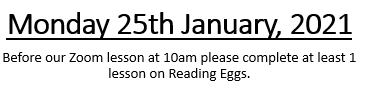 Monday 25th January, 2021
Before our Zoom lesson at 10am please complete at least 1
lesson on Reading Eggs.